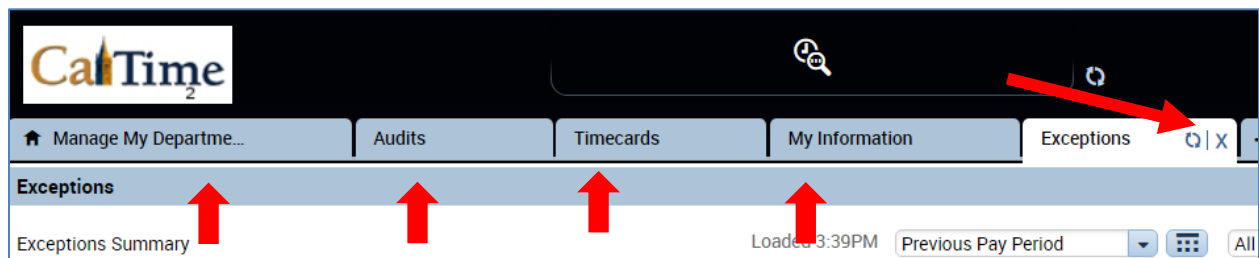 CalTime
2
Manage My Departme... Audits Timecards My Information Exceptions X
Exceptions
Exceptions Summary Loaded 3:39PM Previous Pay Period All